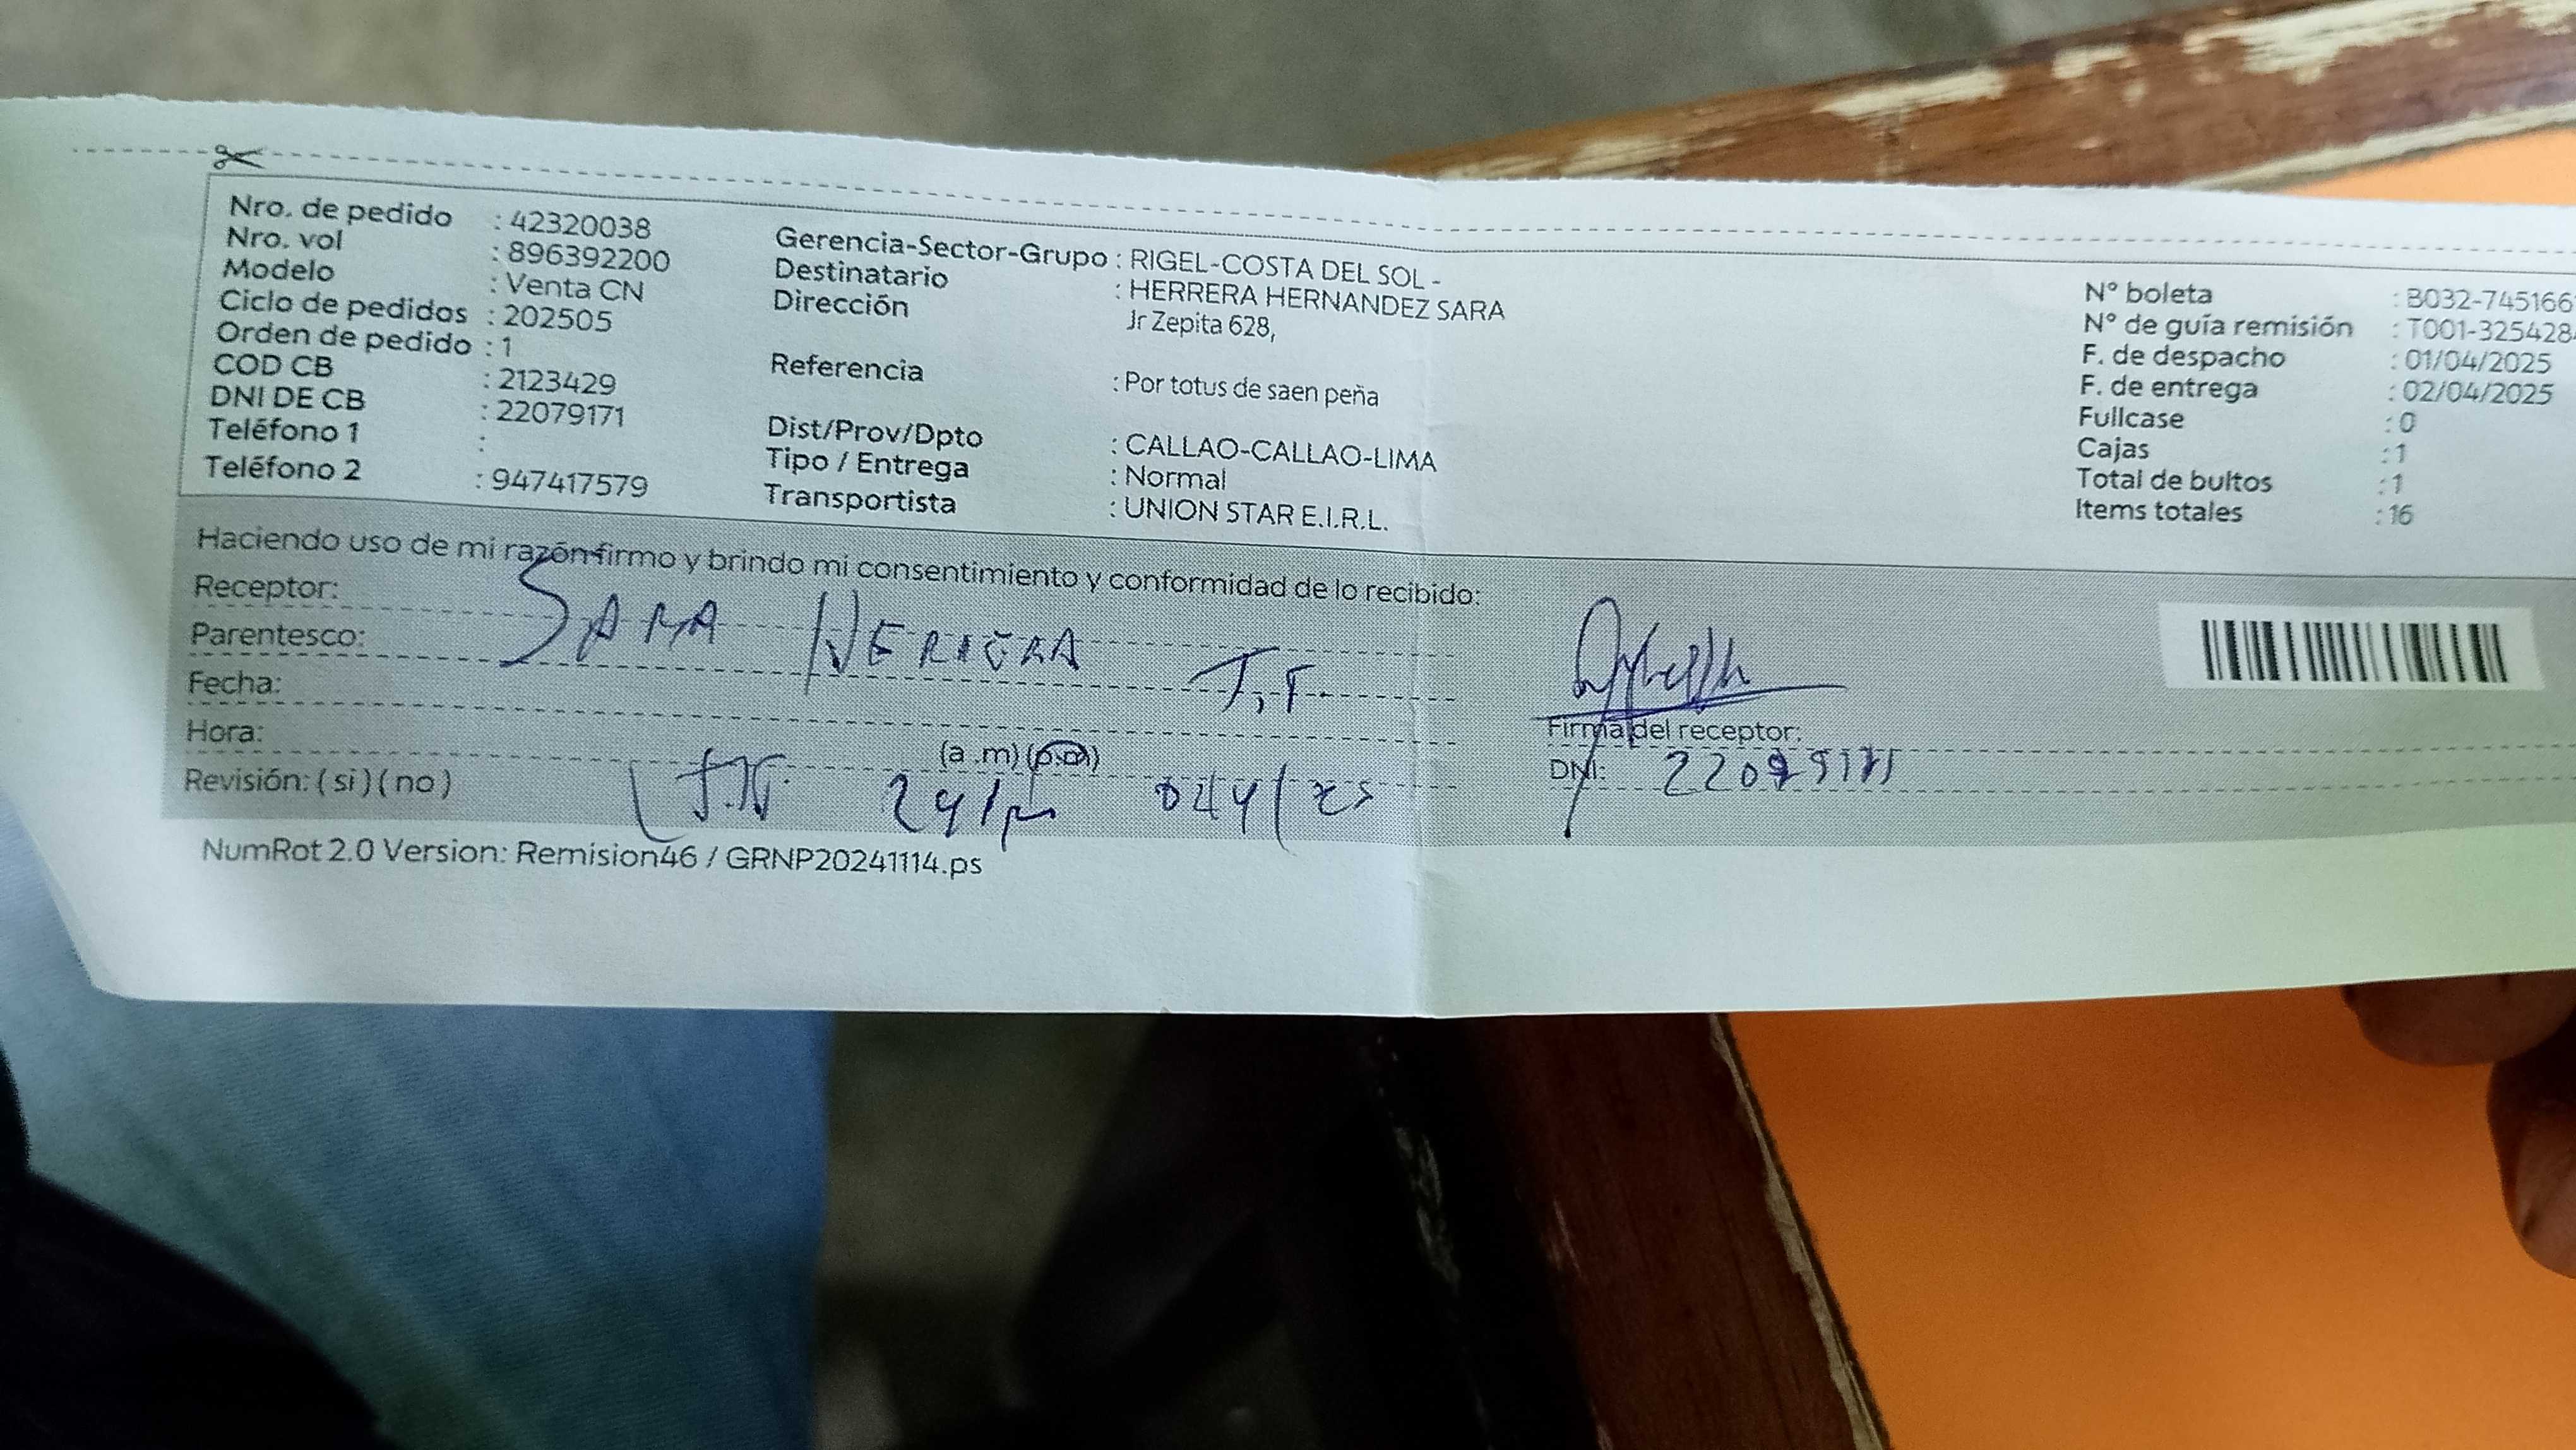 Nro. de pedido : 42320038
Nro. vol : 896392200
Modelo : Venta CN
Ciclo de pedidos : 202505
Orden de pedido : 1
COD CB : 2123429
DNI DE CB : 22079171
Teléfono 1 :
Teléfono 2 : 947417579
Gerencia-Sector-Grupo : RIGEL-COSTA DEL SOL -
Destinatario : HERRERA HERNANDEZ SARA
Dirección Jr Zepita 628,
Referencia : Por totus de saen peña
Dist/Prov/Dpto : CALLAO-CALLAO-LIMA
Tipo / Entrega : Normal
Transportista : UNION STAR E.I.R.L.
N° boleta : B032-745166
N° de guía remisión : T001-325428
F. de despacho : 01/04/2025
F. de entrega : 02/04/2025
Fullcase : 0
Cajas : 1
Total de bultos : 1
Items totales : 16
Haciendo uso de mi razón firmo y brindo mi consentimiento y conformidad de lo recibido:
Receptor: SARA HERRERA
Parentesco:
Fecha:
Hora: (a .m) (p.m)
Revisión: ( si ) ( no )
Firma del receptor:
DNI:
NumRot 2.0 Version: Remision46 / GRNP20241114.ps